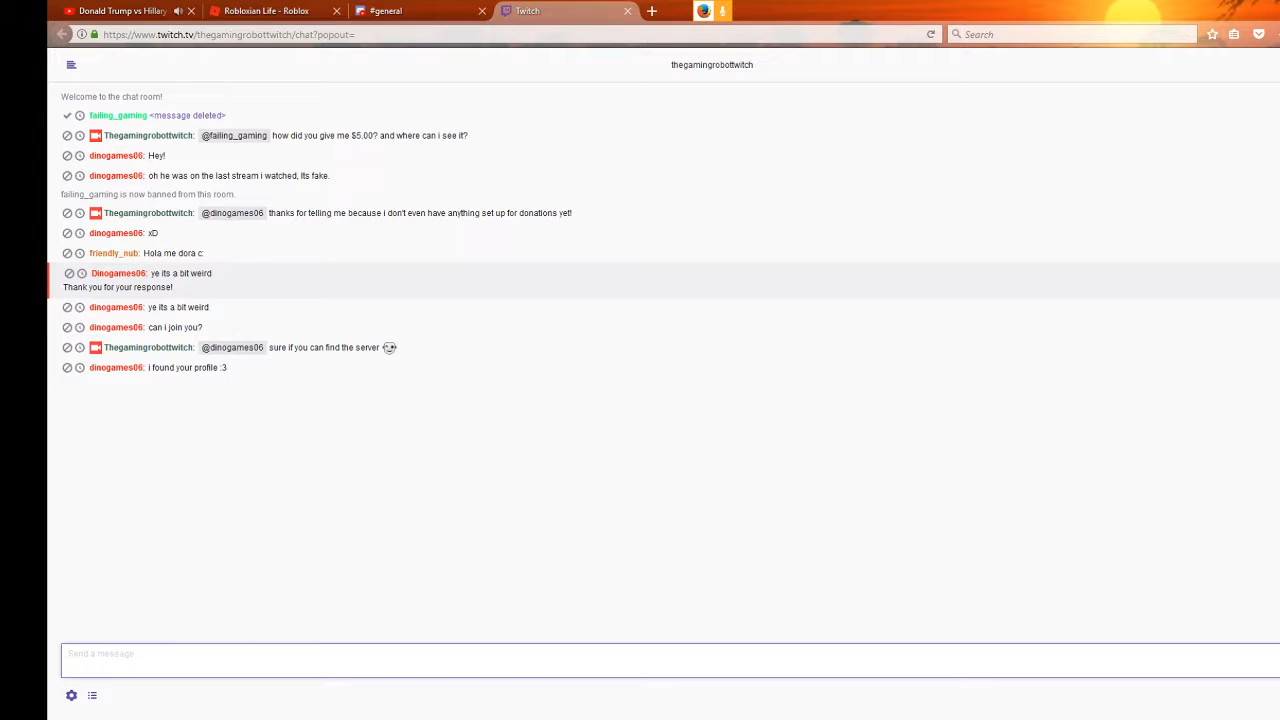 Donald Trump vs Hillary
Robloxian Life - Roblox
#general
Twitch
https://www.twitch.tv/thegamingrobottwitch/chat?popout=
Search
thegamingrobottwitch
Welcome to the chat room!
failing_gaming <message deleted>
Thegamingrobottwitch: @failing_gaming how did you give me $5.00? and where can i see it?
dinogames06: Hey!
dinogames06: oh he was on the last stream i watched, Its fake.
failing_gaming is now banned from this room.
Thegamingrobottwitch: @dinogames06 thanks for telling me because i don't even have anything set up for donations yet!
dinogames06: xD
friendly_nub: Hola me dora c:
Dinogames06: ye its a bit weird
Thank you for your response!
dinogames06: ye its a bit weird
dinogames06: can i join you?
Thegamingrobottwitch: @dinogames06 sure if you can find the server
dinogames06: i found your profile :3
Send a message